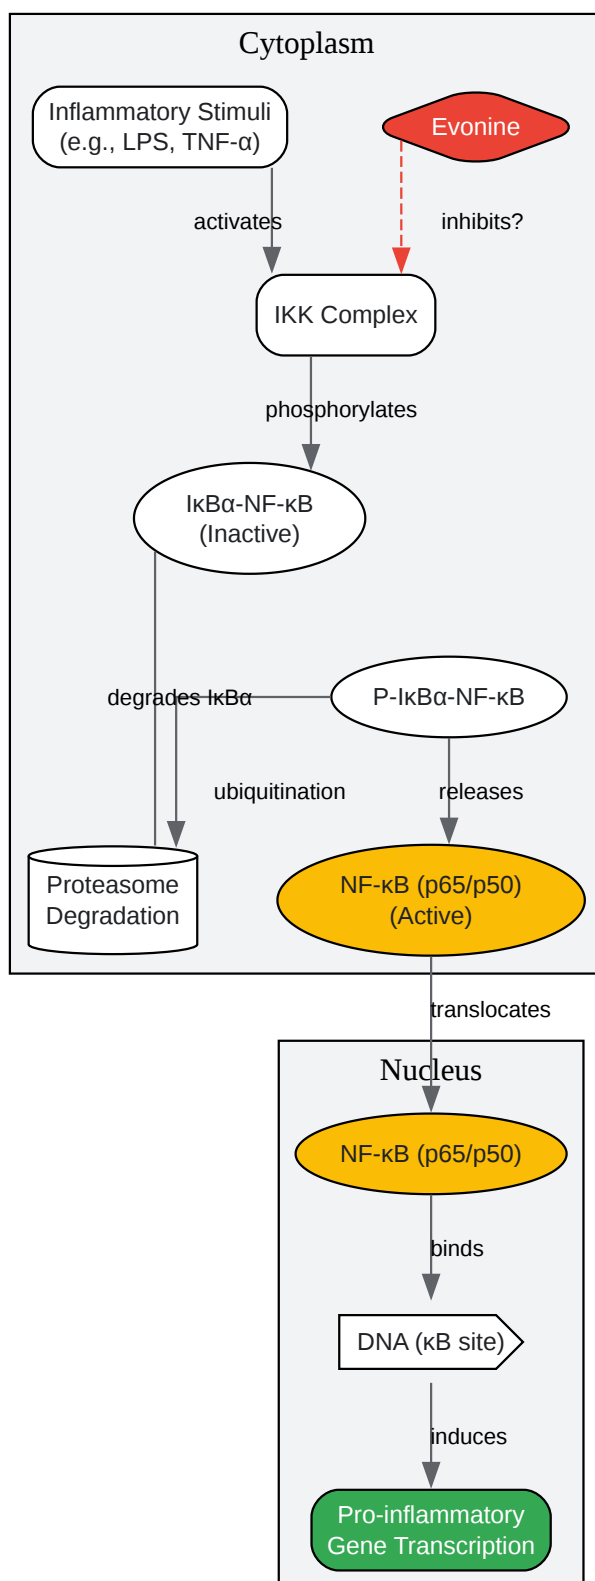 Cytoplasm
Inflammatory Stimuli
(e.g., LPS, TNF-α)
Evonine
activates
inhibits?
IKK Complex
phosphorylates
IκBα-NF-κB
(Inactive)
degrades IκBα
P-IκBα-NF-κB
ubiquitination
releases
Proteasome
Degradation
NF-κB (p65/p50)
(Active)
translocates
Nucleus
NF-κB (p65/p50)
binds
DNA (κB site)
induces
Pro-inflammatory
Gene Transcription